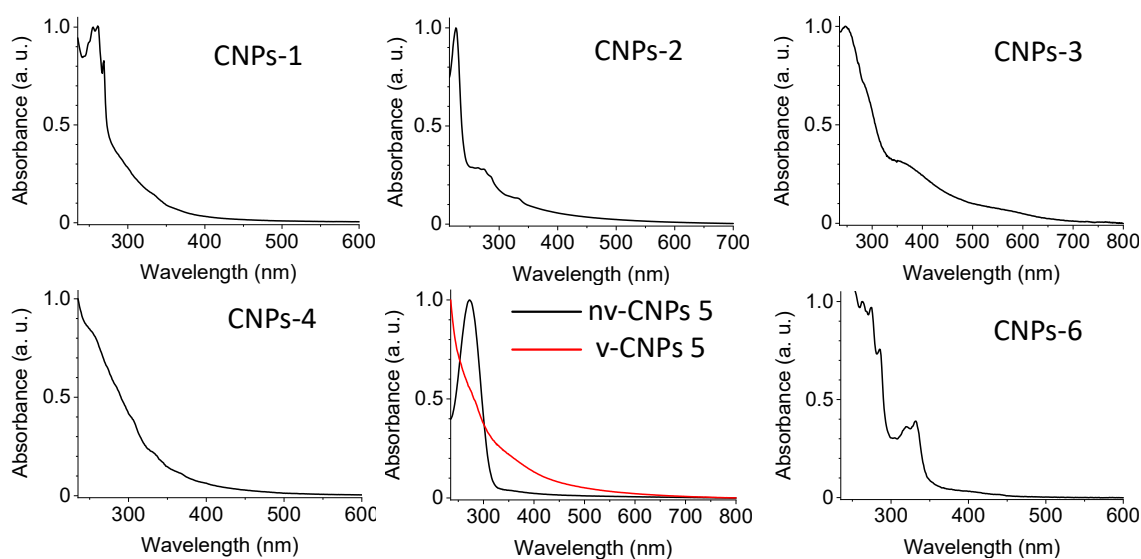 CNPs-1
Absorbance (a. u.)
1.0
0.5
0
300 400 500 600
Wavelength (nm)
CNPs-2
Absorbance (a. u.)
1.0
0.5
0
300 400 500 600 700
Wavelength (nm)
CNPs-3
Absorbance (a. u.)
1.0
0.5
0
300 400 500 600 700 800
Wavelength (nm)
CNPs-4
Absorbance (a. u.)
1.0
0.5
0
300 400 500 600
Wavelength (nm)
nv-CNPs 5
v-CNPs 5
Absorbance (a. u.)
1.0
0.5
0
300 400 500 600 700 800
Wavelength (nm)
CNPs-6
Absorbance (a. u.)
1.0
0.5
0
300 400 500 600
Wavelength (nm)